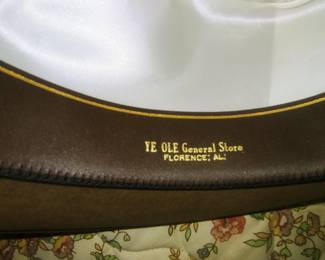 YE OLE General Store
FLORENCE, AL.